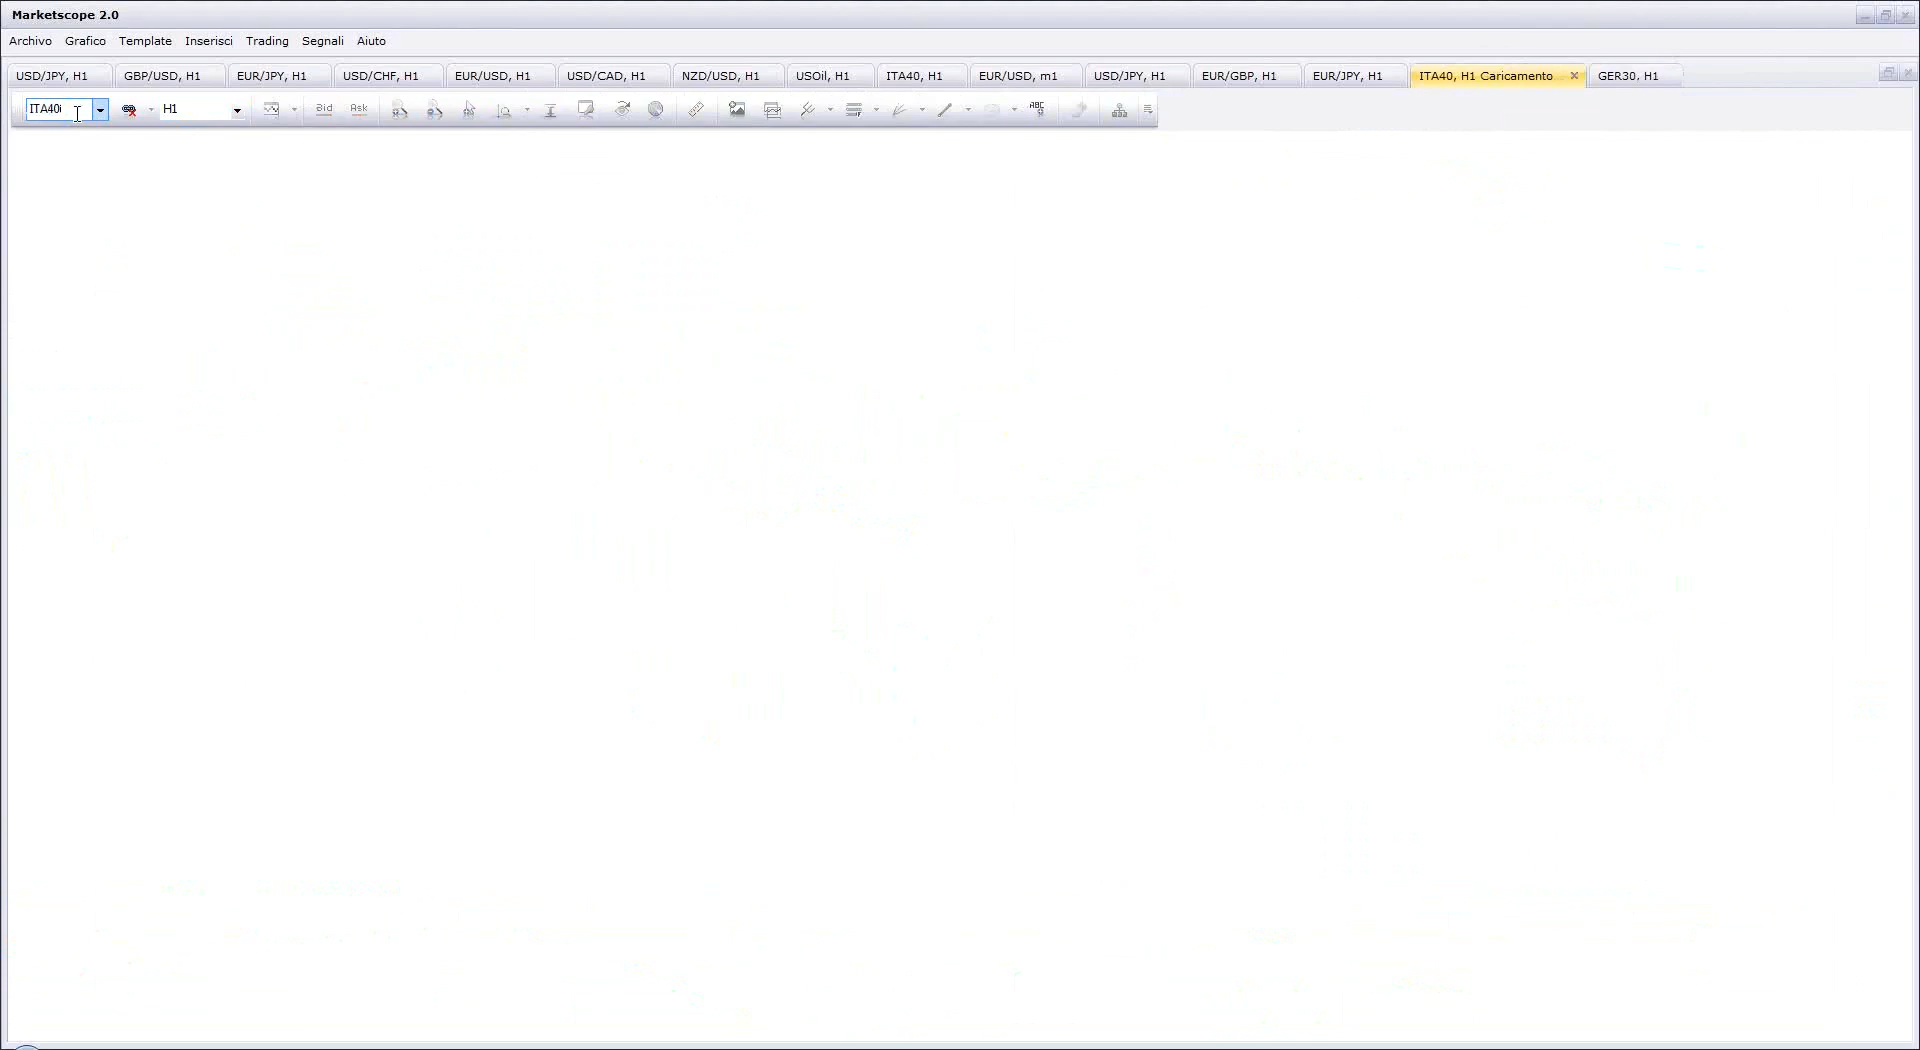 Marketscope 2.0
Archivo Grafico Template Inserisci Trading Segnali Aiuto
USD/JPY, H1 GBP/USD, H1 EUR/JPY, H1 USD/CHF, H1 EUR/USD, H1 USD/CAD, H1 NZD/USD, H1 USOil, H1 ITA40, H1 EUR/USD, m1 USD/JPY, H1 EUR/GBP, H1 EUR/JPY, H1 ITA40, H1 Caricamento GER30, H1
ITA40 H1 Bid Ask ABC